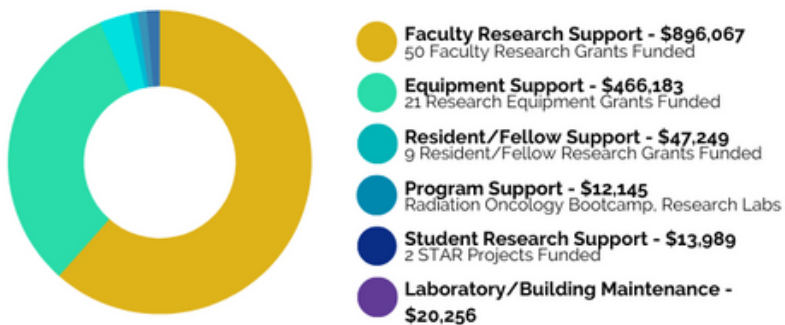 Faculty Research Support - $896,067
50 Faculty Research Grants Funded
Equipment Support - $466,183
21 Research Equipment Grants Funded
Resident/Fellow Support - $47,249
9 Resident/Fellow Research Grants Funded
Program Support - $12,145
Radiation Oncology Bootcamp, Research Labs
Student Research Support - $13,989
2 STAR Projects Funded
Laboratory/Building Maintenance -
$20,256